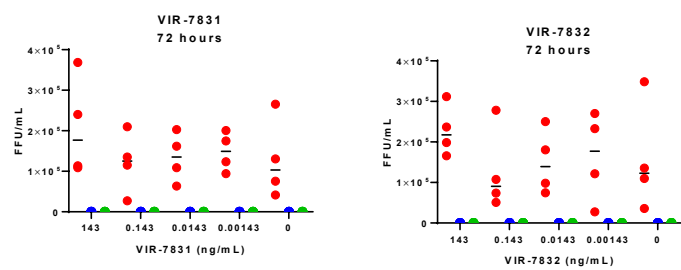 VIR-7831
72 hours
4×10⁵
3×10⁵
2×10⁵
1×10⁵
0
FFU/mL
143
0.143
0.0143
0.00143
0
VIR-7831 (ng/mL)
VIR-7832
72 hours
4×10⁵
3×10⁵
2×10⁵
1×10⁵
0
FFU/mL
143
0.143
0.0143
0.00143
0
VIR-7832 (ng/mL)